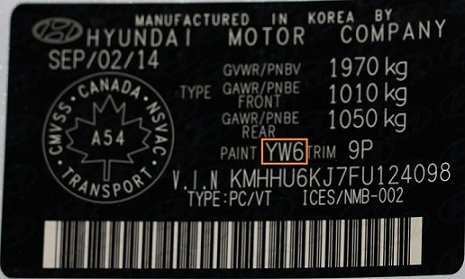 MANUFACTURED IN KOREA BY
HYUNDAI MOTOR COMPANY
SEP/02/14
GVWR/PNBV 1970 kg
TYPE GAWR/PNBE FRONT 1010 kg
GAWR/PNBE REAR 1050 kg
PAINT YW6 TRIM 9P
CMVSS · CANADA · NSVAC · TRANSPORT ·
A54
V.I.N KMHHU6KJ7FU124098
TYPE:PC/VT ICES/NMB-002